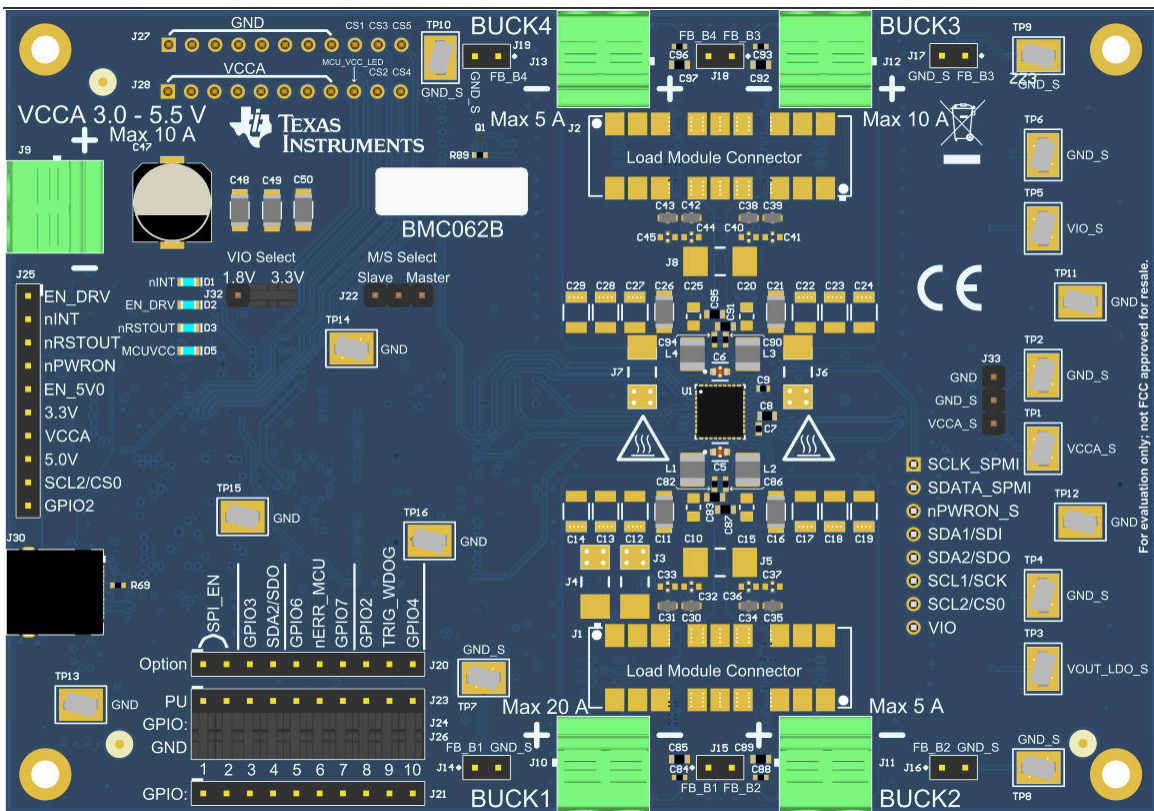 BUCK4
BUCK3
J27
GND
CS1 CS3 CS5
TP10
J19
J13
FB_B4
GND_S
GND_S
FB_B4 FB_B3
C96
C97
J18
C93
C92
J12
J17
GND_S FB_B3
TP9
GND_S
Z23
MCU_VCC_LED
CS2 CS4
J28
VCCA
VCCA 3.0 - 5.5 V
Max 10 A
J9
C47
TEXAS
INSTRUMENTS
Q1
R89
Max 5 A
Max 10 A
J2
Load Module Connector
TP6
GND_S
TP5
VIO_S
C48 C49 C50
BMC062B
C43 C42
C44
C45
C38 C39
C40
C41
J8
VIO Select
1.8V 3.3V
J32
M/S Select
Slave Master
J22
J25
EN_DRV
nINT
nRSTOUT
nPWRON
EN_5V0
3.3V
VCCA
5.0V
SCL2/CS0
GPIO2
nINT D1
EN_DRV D2
nRSTOUT D3
MCUVCC D5
TP14
GND
C29 C28 C27 C26 C25
C95
C91
C20 C21 C22 C23 C24
C94
L4
C6
C90
L3
J7
J6
U1
C9
C8
C7
TP11
GND
TP2
GND_S
J33
GND
GND_S
VCCA_S
TP1
VCCA_S
CE
For evaluation only; not FCC approved for resale.
L1
C82
C5
L2
C86
C83
C87
C14 C13 C12 C11 C10
C15 C16 C17 C18 C19
SCLK_SPMI
SDATA_SPMI
nPWRON_S
SDA1/SDI
SDA2/SDO
SCL1/SCK
SCL2/CS0
VIO
TP12
GND
TP4
GND_S
TP3
VOUT_LDO_S
TP15
GND
TP16
GND
J30
R69
J3
J4
J5
C33
C32
C31 C30
C37
C36
C34 C35
J1
Load Module Connector
SPI_EN
GPIO3
SDA2/SDO
GPIO6
nERR_MCU
GPIO7
GPIO2
TRIG_WDOG
GPIO4
Option
J20
GND_S
TP7
TP13
GND
PU
J23
GPIO:
J24
GND
J26
1 2 3 4 5 6 7 8 9 10
GPIO:
J21
Max 20 A
Max 5 A
FB_B1 GND_S
J14
J10
BUCK1
C85
C84
J15
C89
C88
FB_B1 FB_B2
J11
BUCK2
FB_B2 GND_S
J16
GND_S
TP8